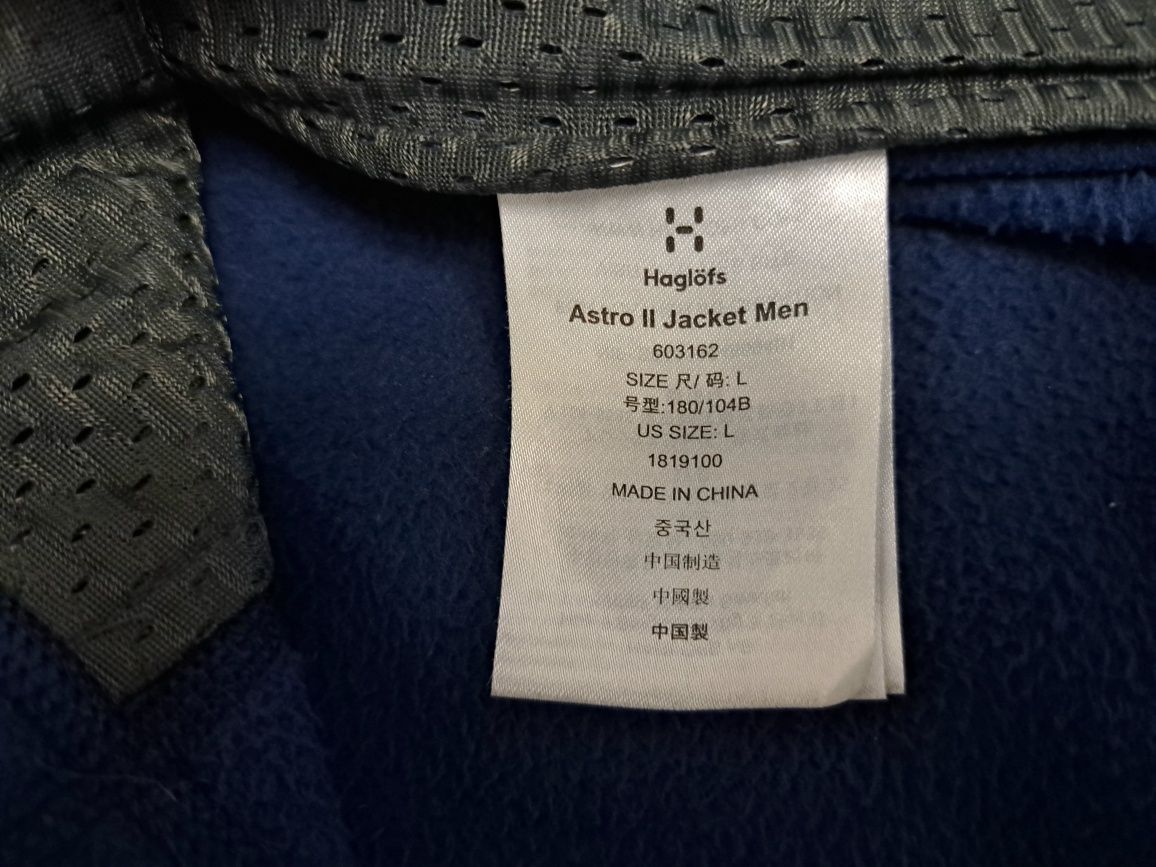 Haglöfs
Astro II Jacket Men
603162
SIZE 尺/ 码: L
号型:180/104B
US SIZE: L
1819100
MADE IN CHINA
중국산
中国制造
中國製
中国製